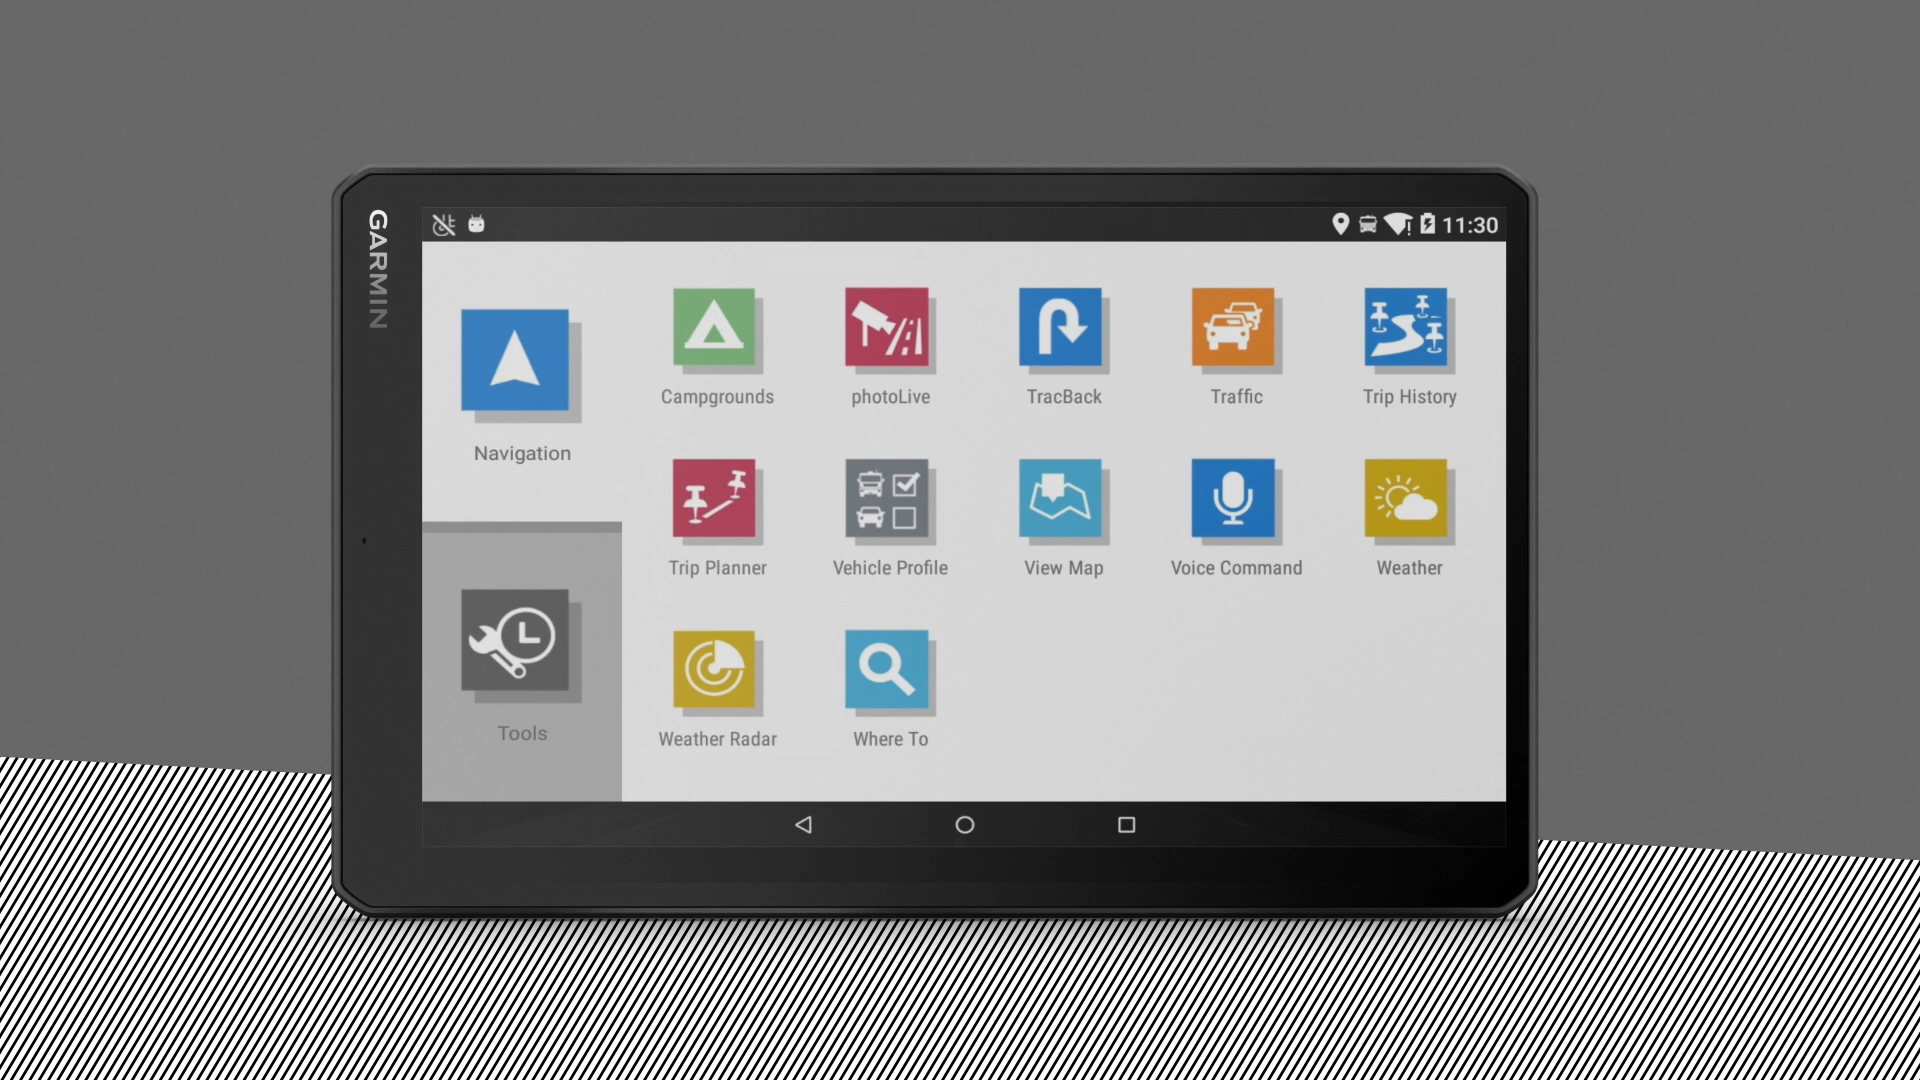 GARMIN
11:30
Navigation
Tools
Campgrounds
photoLive
TracBack
Traffic
Trip History
Trip Planner
Vehicle Profile
View Map
Voice Command
Weather
Weather Radar
Where To